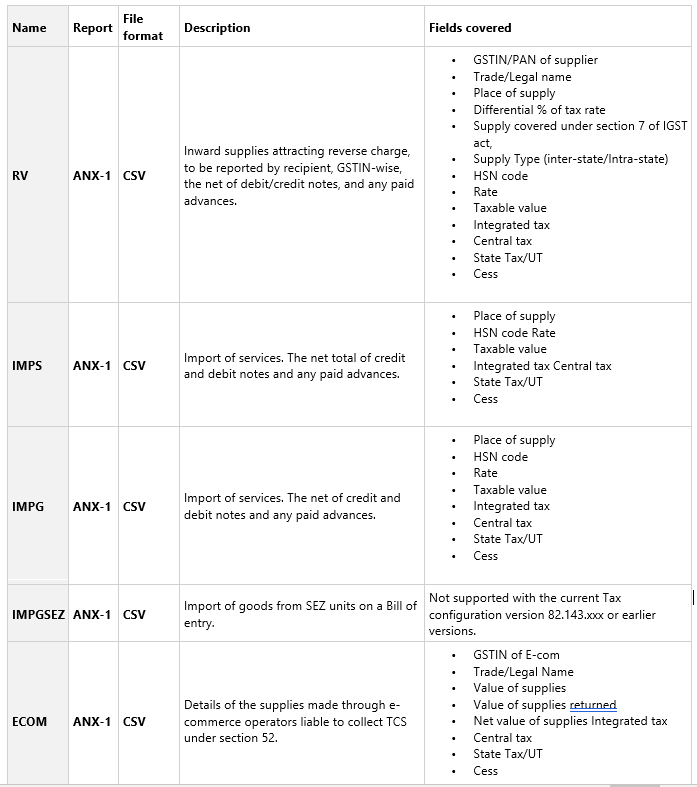 Name
Report
File
format
Description
Fields covered
RV
ANX-1
CSV
Inward supplies attracting reverse charge,
to be reported by recipient, GSTIN-wise,
the net of debit/credit notes, and any paid
advances.
• GSTIN/PAN of supplier
• Trade/Legal name
• Place of supply
• Differential % of tax rate
• Supply covered under section 7 of IGST
act,
• Supply Type (inter-state/Intra-state)
• HSN code
• Rate
• Taxable value
• Integrated tax
• Central tax
• State Tax/UT
• Cess
IMPS
ANX-1
CSV
Import of services. The net total of credit
and debit notes and any paid advances.
• Place of supply
• HSN code Rate
• Taxable value
• Integrated tax Central tax
• State Tax/UT
• Cess
IMPG
ANX-1
CSV
Import of services. The net of credit and
debit notes and any paid advances.
• Place of supply
• HSN code
• Rate
• Taxable value
• Integrated tax
• Central tax
• State Tax/UT
• Cess
IMPGSEZ
ANX-1
CSV
Import of goods from SEZ units on a Bill of
entry.
Not supported with the current Tax
configuration version 82.143.xxx or earlier
versions.
ECOM
ANX-1
CSV
Details of the supplies made through e-
commerce operators liable to collect TCS
under section 52.
• GSTIN of E-com
• Trade/Legal Name
• Value of supplies
• Value of supplies returned
• Net value of supplies Integrated tax
• Central tax
• State Tax/UT
• Cess